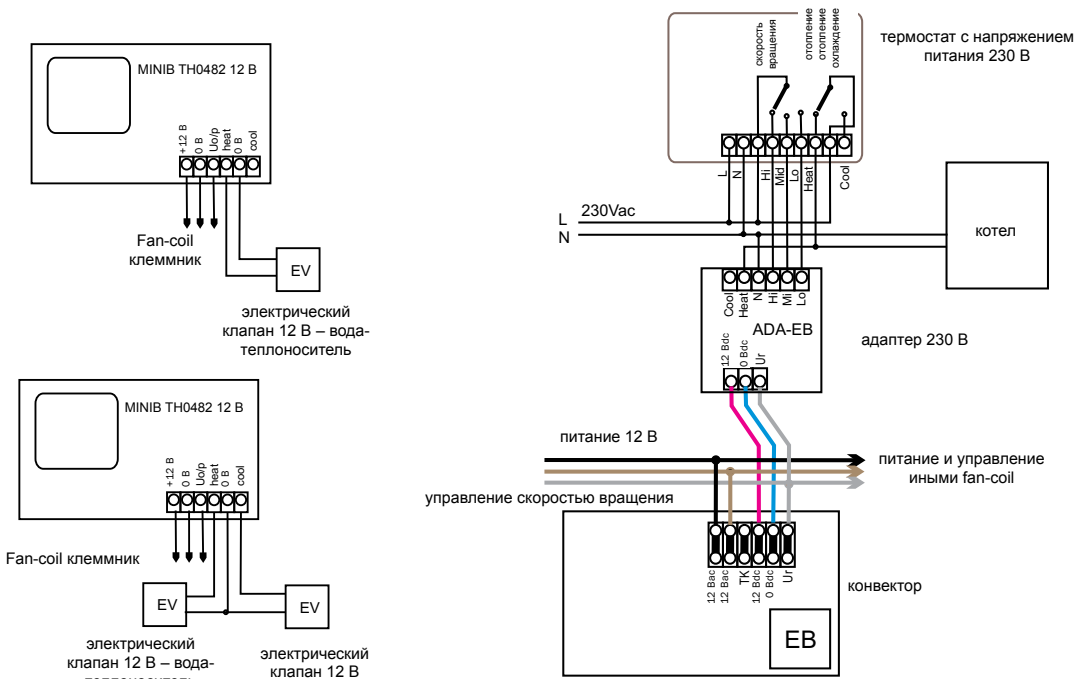 MINIB TH0482 12 В
+12 В
0 В
Uo/p
heat
0 В
cool
Fan-coil
клеммник
EV
электрический
клапан 12 В – вода-
теплоноситель
MINIB TH0482 12 В
+12 В
0 В
Uo/p
heat
0 В
cool
Fan-coil клеммник
EV
EV
электрический
клапан 12 В – вода-
теплоноситель
электрический
клапан 12 В
термостат с напряжением
питания 230 В
скорость
вращения
отопление
отопление
охлаждение
L
N
Hi
Mid
Lo
Heat
Cool
L
230Vac
N
котел
Cool
Heat
N
Hi
Mi
Lo
ADA-EB
12 Bdc
0 Bdc
Ur
адаптер 230 В
питание 12 В
питание и управление
иными fan-coil
управление скоростью вращения
12 Bac
12 Bac
TK
12 Bdc
0 Bdc
Ur
конвектор
EB